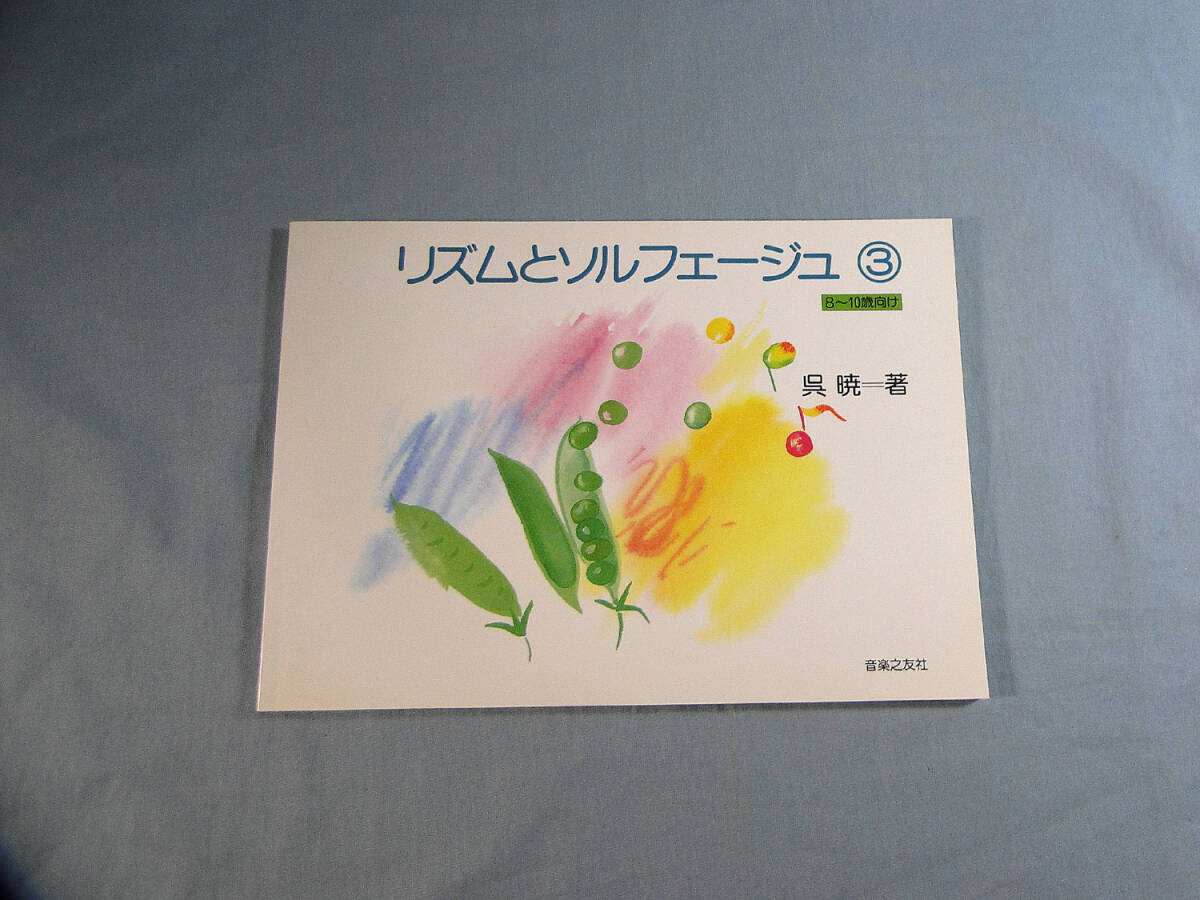 リズムとソルフェージュ ③
8〜10歳向け
呉 暁＝著
音楽之友社